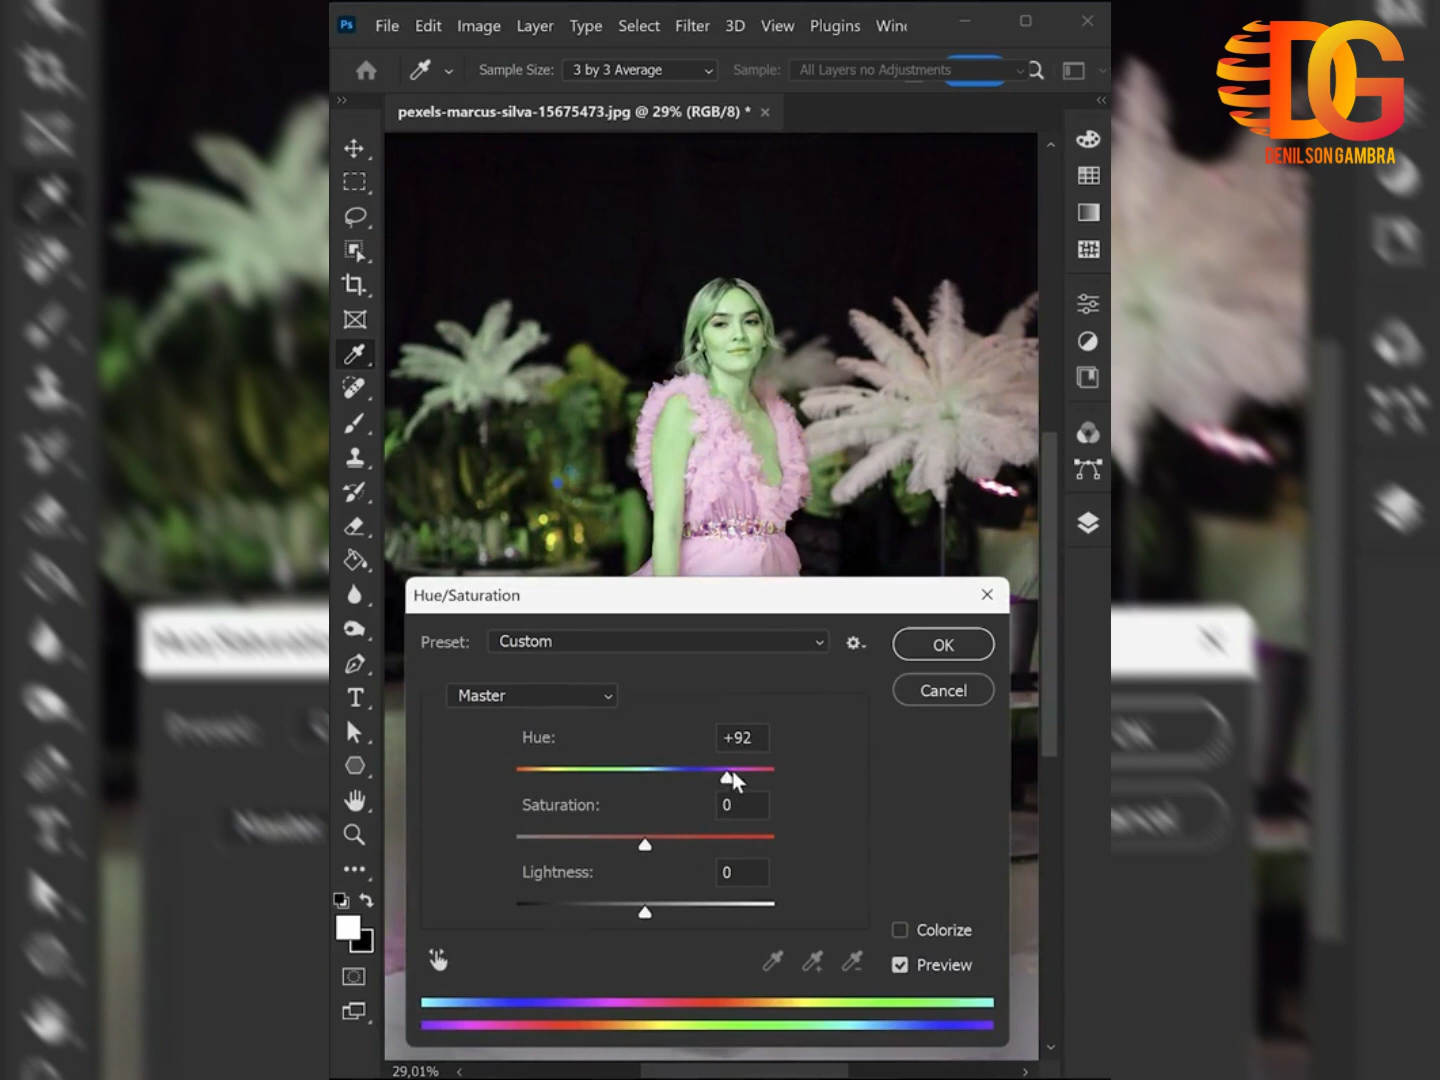 Ps File Edit Image Layer Type Select Filter 3D View Plugins Win
DG
DENILSON GAMBRA
Sample Size: 3 by 3 Average Sample: All Layers no Adjustments
pexels-marcus-silva-15675473.jpg @ 29% (RGB/8) *
Hue/Saturation
Preset: Custom
OK
Master
Cancel
Hue: +92
Saturation: 0
Lightness: 0
Colorize
Preview
29,01%